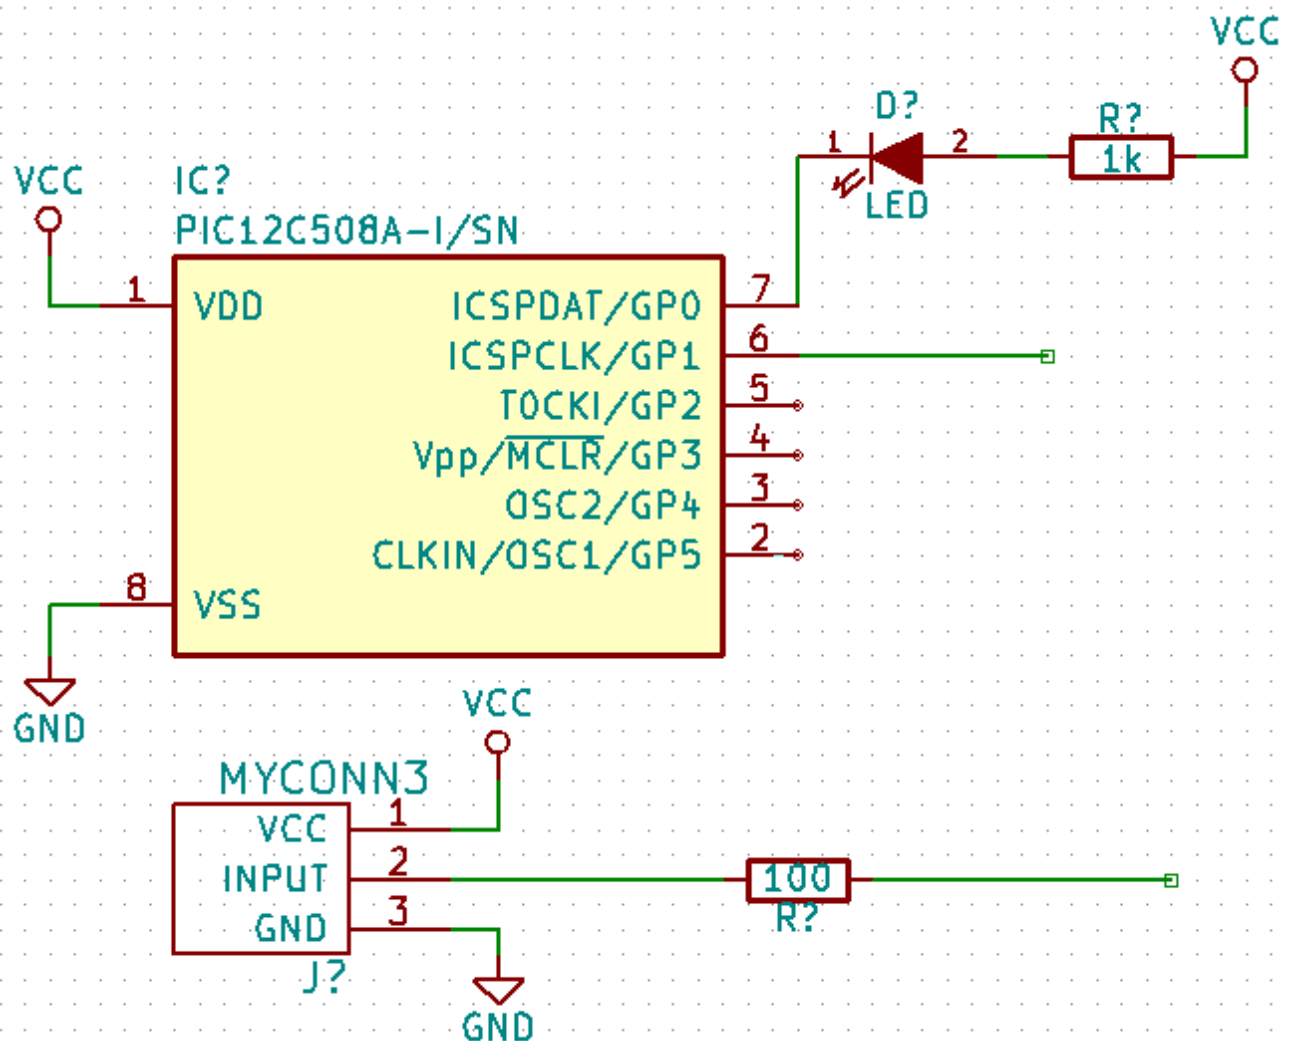 VCC
D?
R?
1 2
1k
LED
VCC
IC?
PIC12C508A-I/SN
1 VDD
ICSPDAT/GP0 7
ICSPCLK/GP1 6
T0CKI/GP2 5
Vpp/MCLR/GP3 4
OSC2/GP4 3
CLKIN/OSC1/GP5 2
8 VSS
GND
VCC
MYCONN3
VCC 1
INPUT 2
GND 3
J?
100
R?
GND